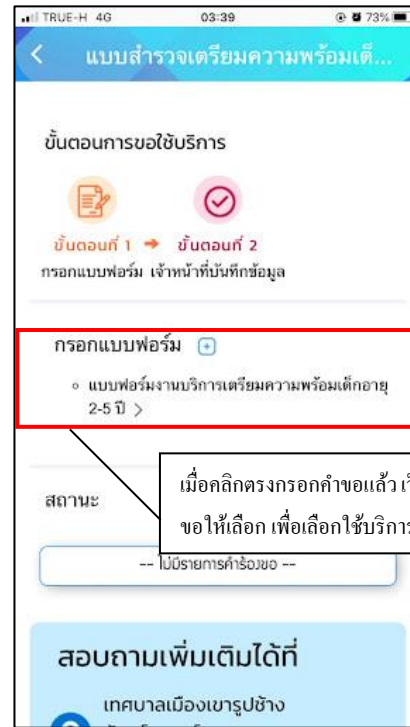 TRUE-H 4G 03:39 73%
แบบสำรวจเตรียมความพร้อมเด็...
ขั้นตอนการขอใช้บริการ
ขั้นตอนที่ 1 ➜ ขั้นตอนที่ 2
กรอกแบบฟอร์ม เจ้าหน้าที่บันทึกข้อมูล
กรอกแบบฟอร์ม
แบบฟอร์มงานบริการเตรียมความพร้อมเด็กอายุ
2-5 ปี >
เมื่อคลิกตรงกรอกคำขอแล้ว
ขอให้เลือก เพื่อเลือกใช้บริการ
สถานะ
-- ไม่มีรายการคำร้องขอ --
สอบถามเพิ่มเติมได้ที่
เทศบาลเมืองเขารูปช้าง